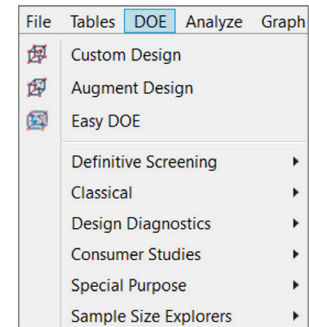 File Tables DOE Analyze Graph
Custom Design
Augment Design
Easy DOE
Definitive Screening
Classical
Design Diagnostics
Consumer Studies
Special Purpose
Sample Size Explorers